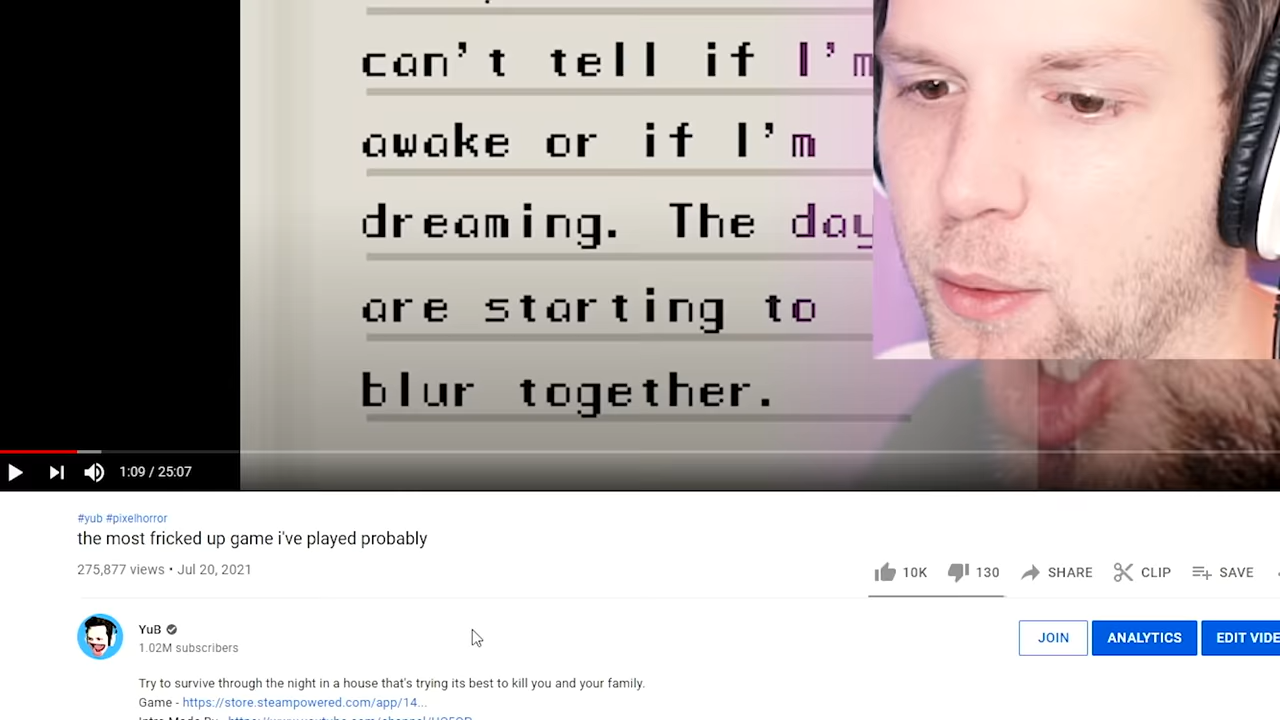 can't tell if I'm
awake or if I'm
dreaming. The day
are starting to
blur together.
1:09 / 25:07
#yub #pixelhorror
the most fricked up game i've played probably
275,877 views • Jul 20, 2021
10K 130 SHARE CLIP SAVE
YuB
1.02M subscribers
JOIN ANALYTICS EDIT VIDE
Try to survive through the night in a house that's trying its best to kill you and your family.
Game - https://store.steampowered.com/app/14...